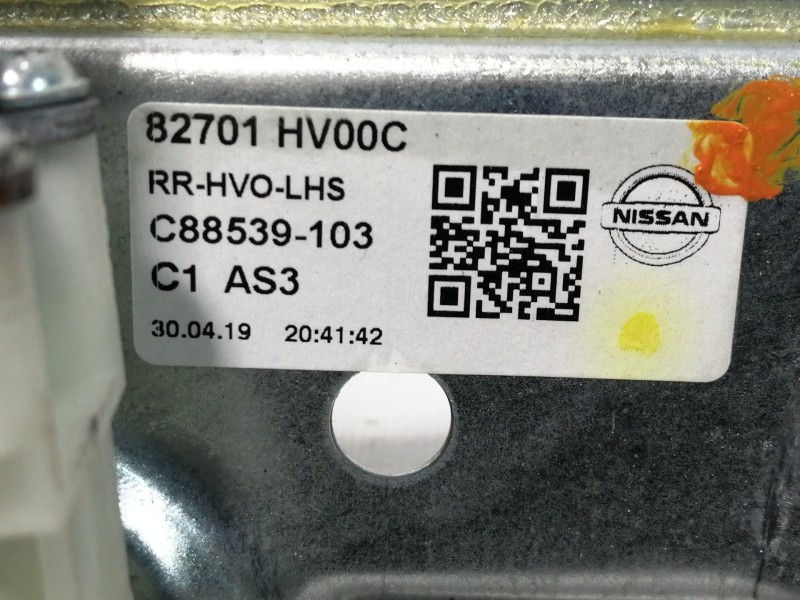 82701 HV00C
RR-HVO-LHS
C88539-103
C1 AS3
30.04.19 20:41:42
NISSAN